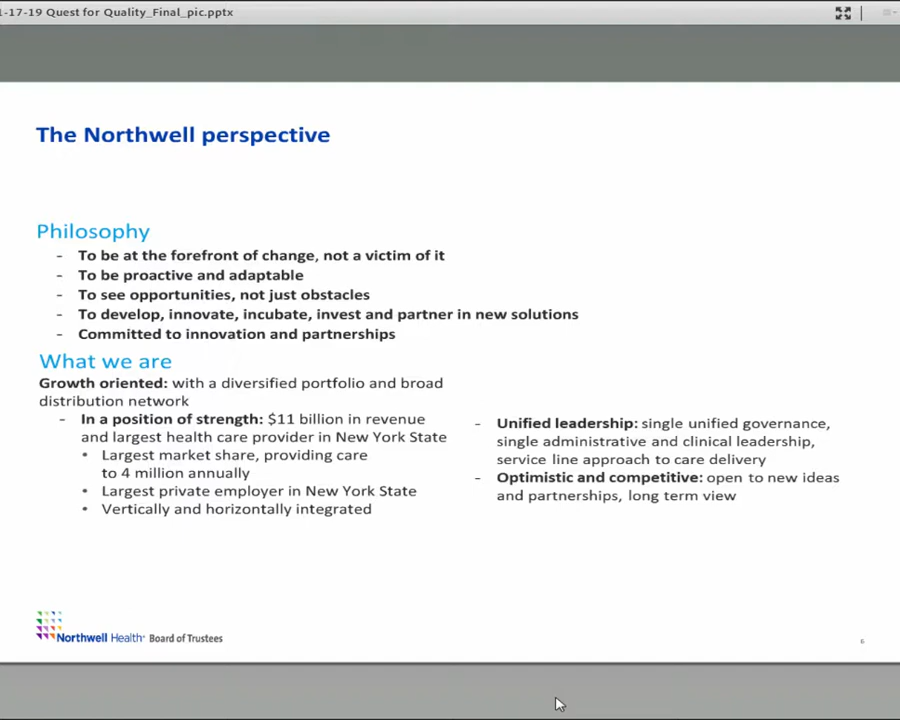 1-17-19 Quest for Quality_Final_pic.pptx
The Northwell perspective
Philosophy
- To be at the forefront of change, not a victim of it
- To be proactive and adaptable
- To see opportunities, not just obstacles
- To develop, innovate, incubate, invest and partner in new solutions
- Committed to innovation and partnerships
What we are
Growth oriented: with a diversified portfolio and broad
distribution network
- In a position of strength: $11 billion in revenue
and largest health care provider in New York State
• Largest market share, providing care
to 4 million annually
• Largest private employer in New York State
• Vertically and horizontally integrated
- Unified leadership: single unified governance,
single administrative and clinical leadership,
service line approach to care delivery
- Optimistic and competitive: open to new ideas
and partnerships, long term view
Northwell Health Board of Trustees
6